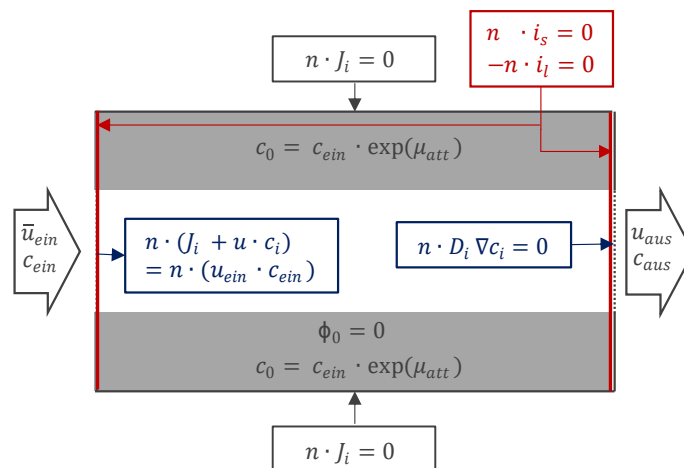 n · i_s = 0
−n · i_l = 0
n · J_i = 0
c_0 = c_ein · exp(μ_att)
u̅_ein
c_ein
n · (J_i + u · c_i)
= n · (u_ein · c_ein)
n · D_i ∇c_i = 0
u_aus
c_aus
ϕ_0 = 0
c_0 = c_ein · exp(μ_att)
n · J_i = 0